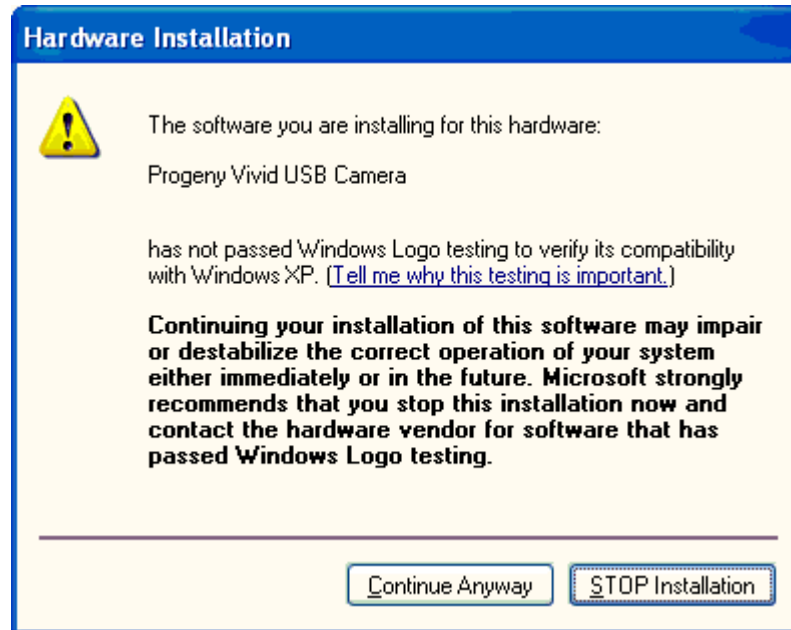 Hardware Installation
The software you are installing for this hardware:
Progeny Vivid USB Camera
has not passed Windows Logo testing to verify its compatibility
with Windows XP. (Tell me why this testing is important.)
Continuing your installation of this software may impair
or destabilize the correct operation of your system
either immediately or in the future. Microsoft strongly
recommends that you stop this installation now and
contact the hardware vendor for software that has
passed Windows Logo testing.
Continue Anyway
STOP Installation